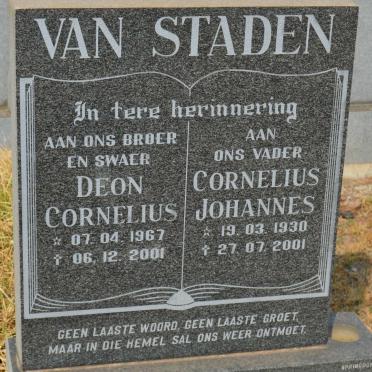 VAN STADEN
In tere herinnering
AAN ONS BROER
EN SWAER
DEON
CORNELIUS
☆ 07. 04. 1967
✝ 06. 12. 2001
AAN
ONS VADER
CORNELIUS
JOHANNES
☆ 19. 03. 1930
✝ 27. 07. 2001
GEEN LAASTE WOORD, GEEN LAASTE GROET,
MAAR IN DIE HEMEL SAL ONS WEER ONTMOET.